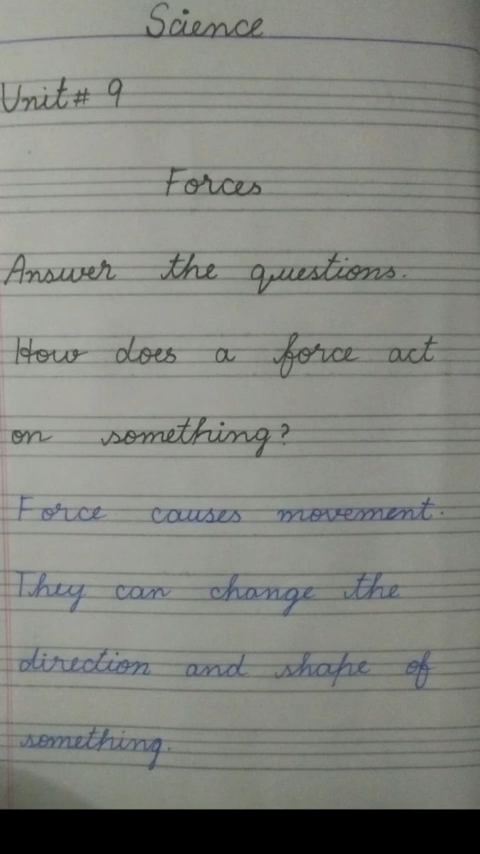 Science
Unit# 9
Forces
Answer the questions.
How does a force act
on something?
Force causes movement.
They can change the
direction and shape of
something.